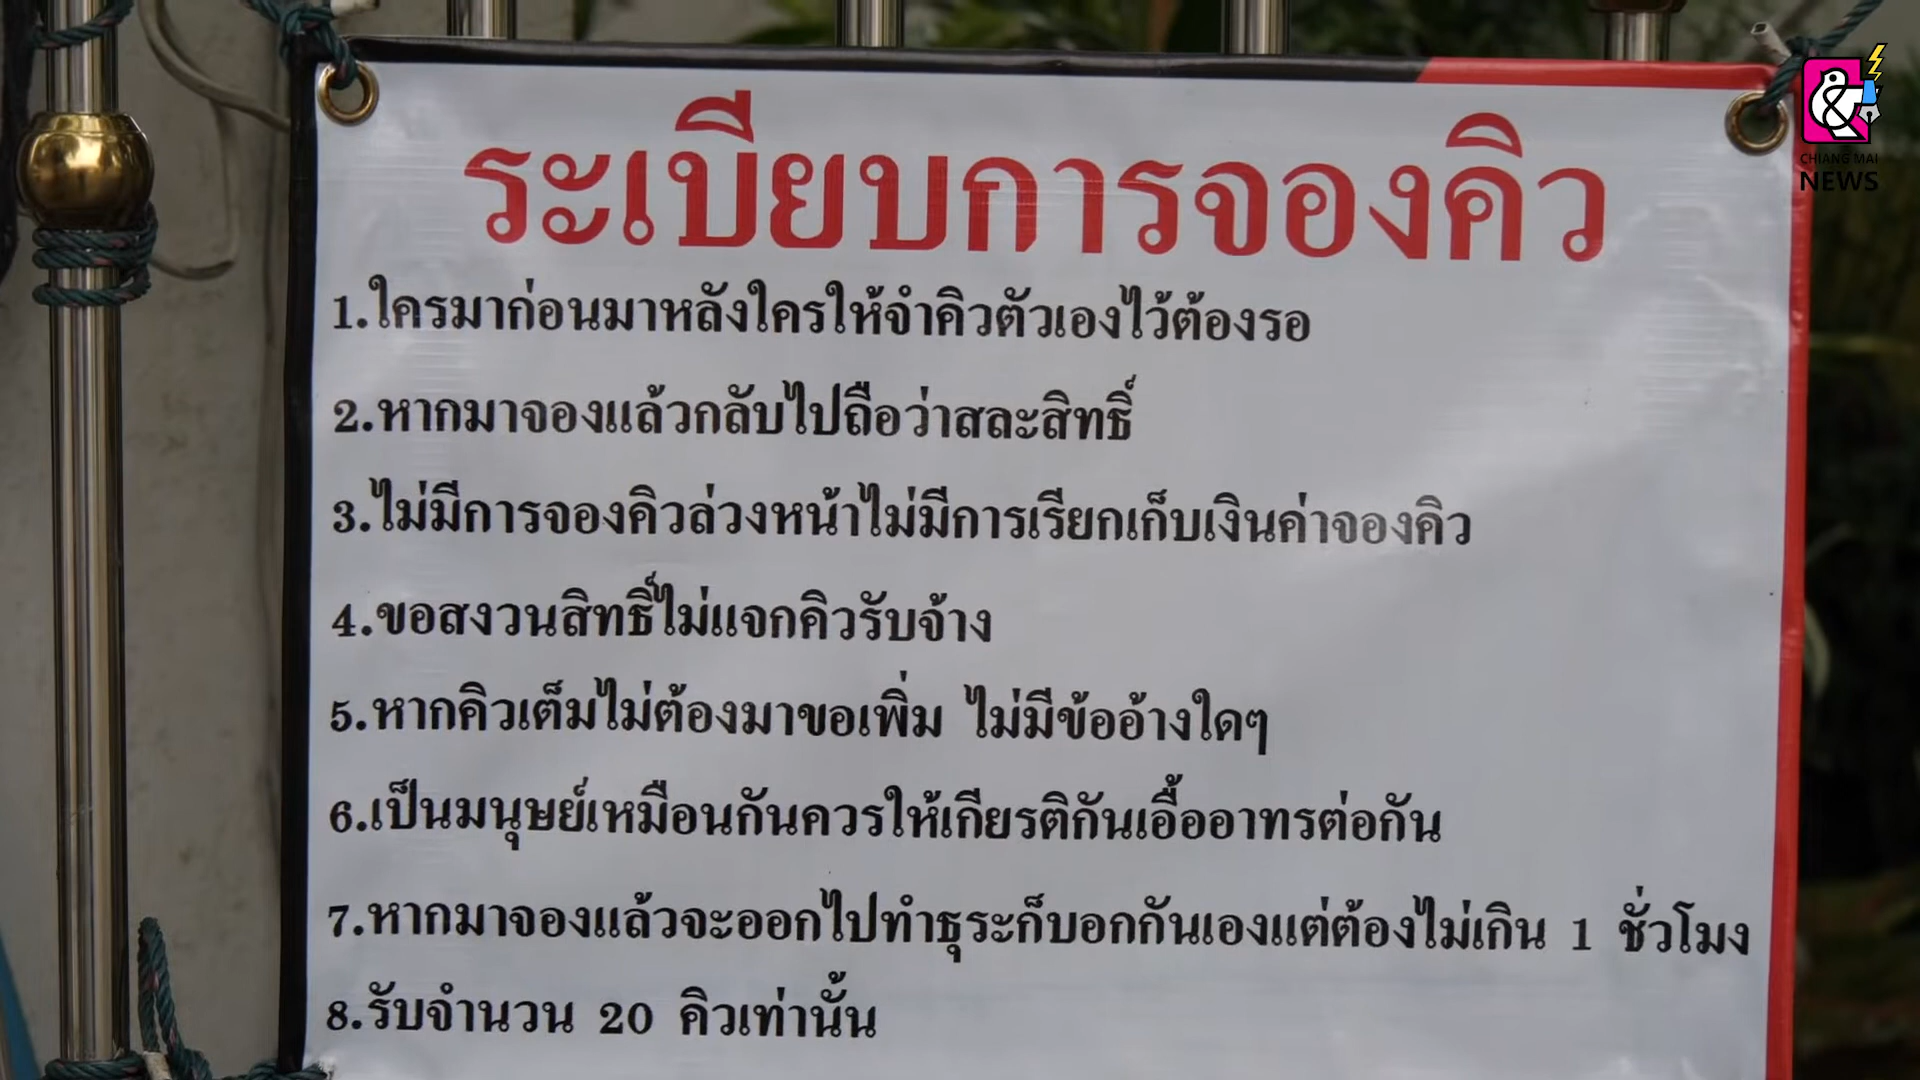 ระเบียบการจองคิว
1.ใครมาก่อนมาหลังใครให้จำคิวตัวเองไว้ต้องรอ
2.หากมาจองแล้วกลับไปถือว่าสละสิทธิ์
3.ไม่มีการจองคิวล่วงหน้าไม่มีการเรียกเก็บเงินค่าจองคิว
4.ขอสงวนสิทธิ์ไม่แจกคิวรับจ้าง
5.หากคิวเต็มไม่ต้องมาขอเพิ่ม ไม่มีข้ออ้างใดๆ
6.เป็นมนุษย์เหมือนกันควรให้เกียรติกันเอื้ออาทรต่อกัน
7.หากมาจองแล้วจะออกไปทำธุระก็บอกกันเองแต่ต้องไม่เกิน 1 ชั่วโมง
8.รับจำนวน 20 คิวเท่านั้น
CHIANG MAI
NEWS